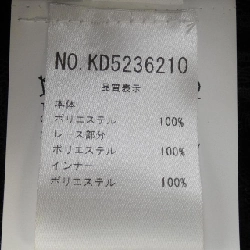 NO.KD5236210
品質表示
本体
ポリエステル 100%
レース部分
ポリエステル 100%
インナー
ポリエステル 100%